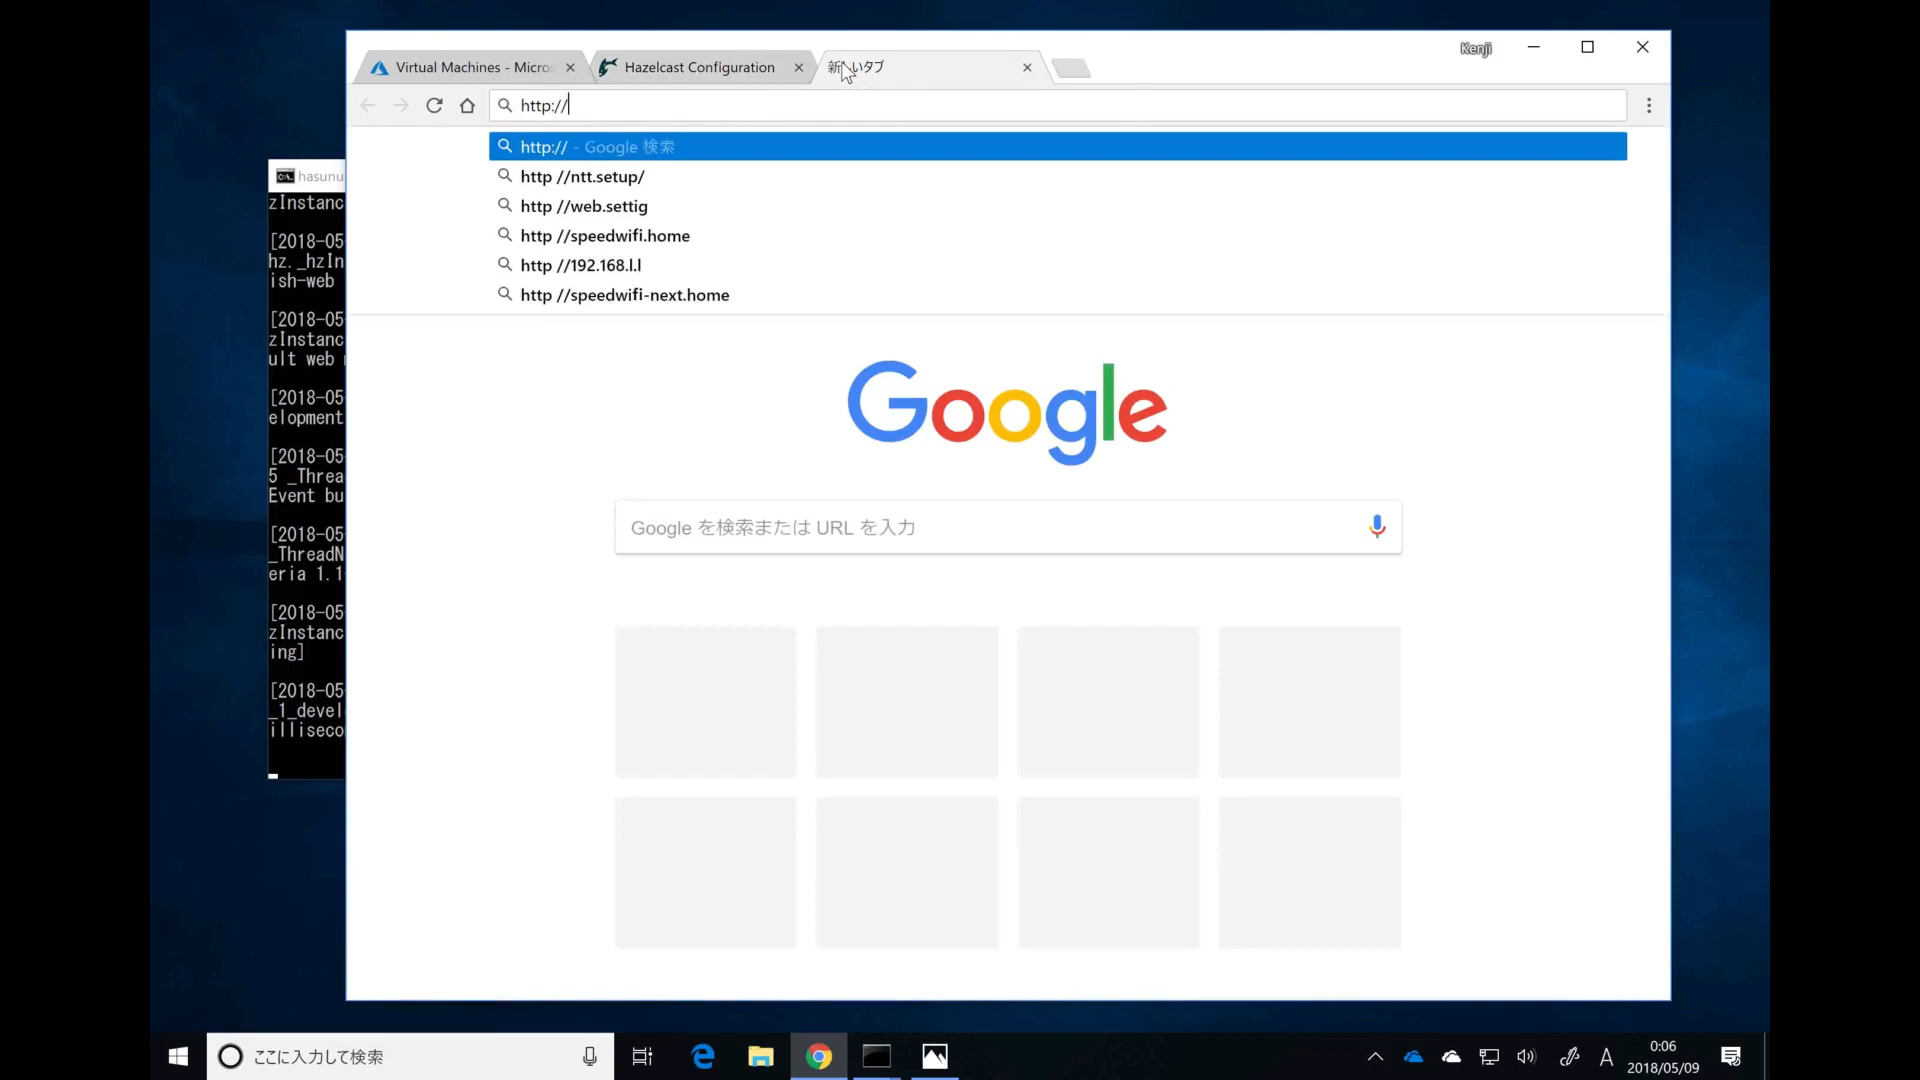 Kenji
Virtual Machines - Micros
Hazelcast Configuration
新しいタブ
http://
http:// - Google 検索
http //ntt.setup/
http //web.settig
http //speedwifi.home
http //192.168.l.l
http //speedwifi-next.home
hasunu
zInstanc
[2018-05
hz._hzIn
ish-web
[2018-05
zInstanc
ult web
[2018-05
elopment
[2018-05
5 _Threa
Event bu
[2018-05
_ThreadN
eria 1.1
[2018-05
zInstanc
ing]
[2018-05
_1_devel
illiseco
Google
Google を検索または URL を入力
ここに入力して検索
A
0:06
2018/05/09